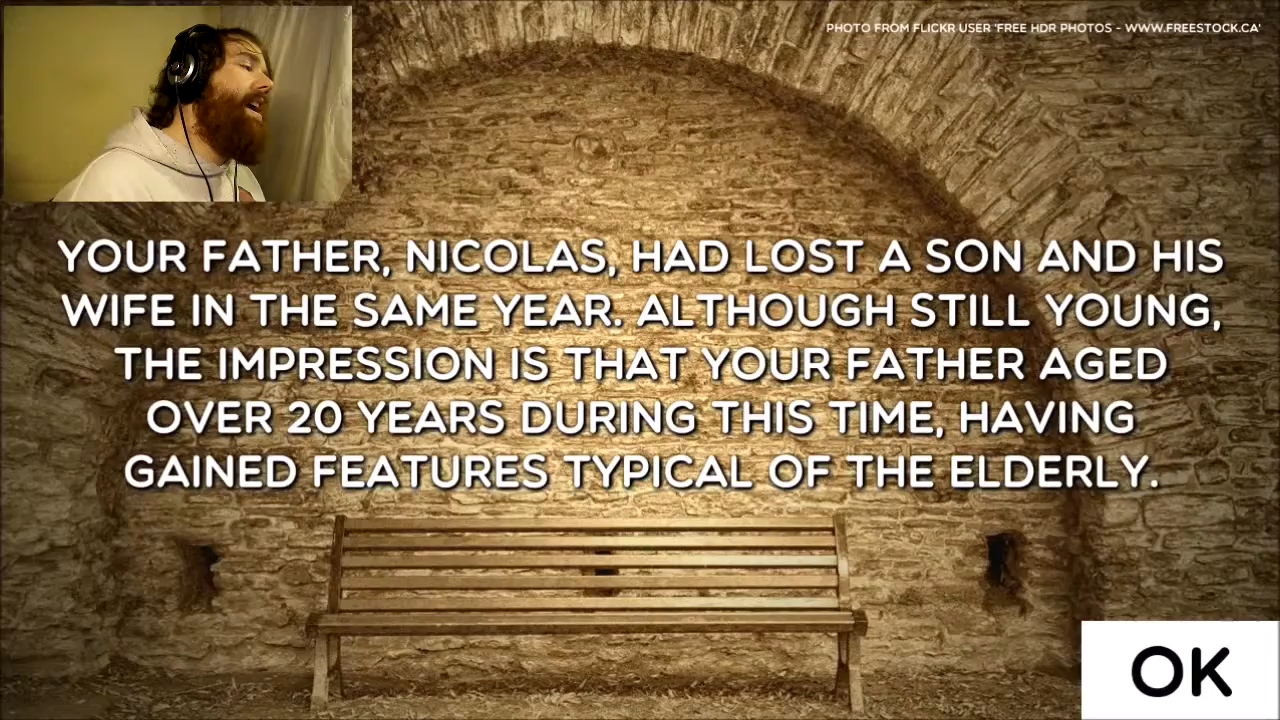 PHOTO FROM FLICKR USER 'FREE HDR PHOTOS - WWW.FREESTOCK.CA'
YOUR FATHER, NICOLAS, HAD LOST A SON AND HIS
WIFE IN THE SAME YEAR. ALTHOUGH STILL YOUNG,
THE IMPRESSION IS THAT YOUR FATHER AGED
OVER 20 YEARS DURING THIS TIME, HAVING
GAINED FEATURES TYPICAL OF THE ELDERLY.
OK